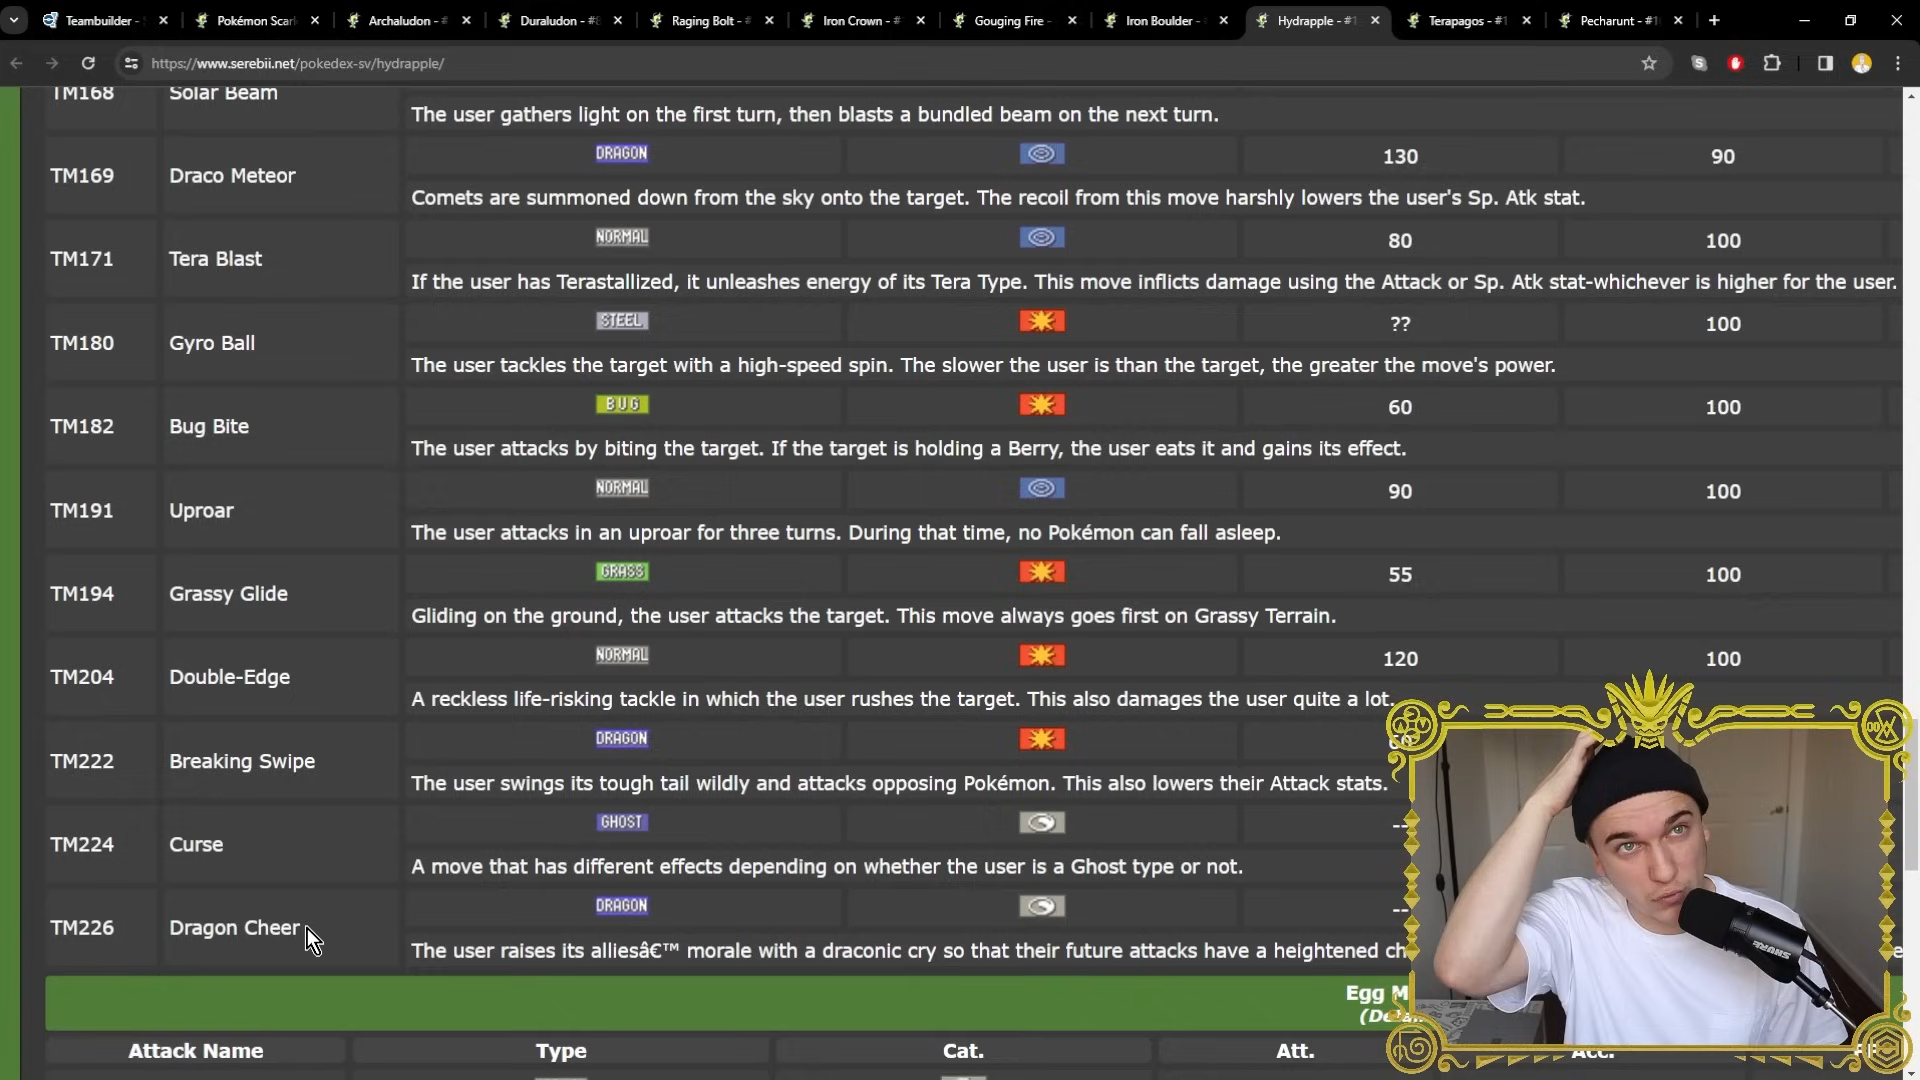 Teambuilder -
Pokémon Scarl
Archaludon - #
Duraludon - #8
Raging Bolt - #
Iron Crown - #
Gouging Fire -
Iron Boulder -
Hydrapple - #1
Terapagos - #1
Pecharunt - #1
https://www.serebii.net/pokedex-sv/hydrapple/
TM168 Solar Beam
The user gathers light on the first turn, then blasts a bundled beam on the next turn.
TM169 Draco Meteor DRAGON 130 90
Comets are summoned down from the sky onto the target. The recoil from this move harshly lowers the user's Sp. Atk stat.
TM171 Tera Blast NORMAL 80 100
If the user has Terastallized, it unleashes energy of its Tera Type. This move inflicts damage using the Attack or Sp. Atk stat-whichever is higher for the user.
TM180 Gyro Ball STEEL ?? 100
The user tackles the target with a high-speed spin. The slower the user is than the target, the greater the move's power.
TM182 Bug Bite BUG 60 100
The user attacks by biting the target. If the target is holding a Berry, the user eats it and gains its effect.
TM191 Uproar NORMAL 90 100
The user attacks in an uproar for three turns. During that time, no Pokémon can fall asleep.
TM194 Grassy Glide GRASS 55 100
Gliding on the ground, the user attacks the target. This move always goes first on Grassy Terrain.
TM204 Double-Edge NORMAL 120 100
A reckless life-risking tackle in which the user rushes the target. This also damages the user quite a lot.
TM222 Breaking Swipe DRAGON
The user swings its tough tail wildly and attacks opposing Pokémon. This also lowers their Attack stats.
TM224 Curse GHOST --
A move that has different effects depending on whether the user is a Ghost type or not.
TM226 Dragon Cheer DRAGON --
The user raises its alliesâ€™ morale with a draconic cry so that their future attacks have a heightened ch
Egg M
(Deta
Attack Name Type Cat. Att. Acc.
SHURE